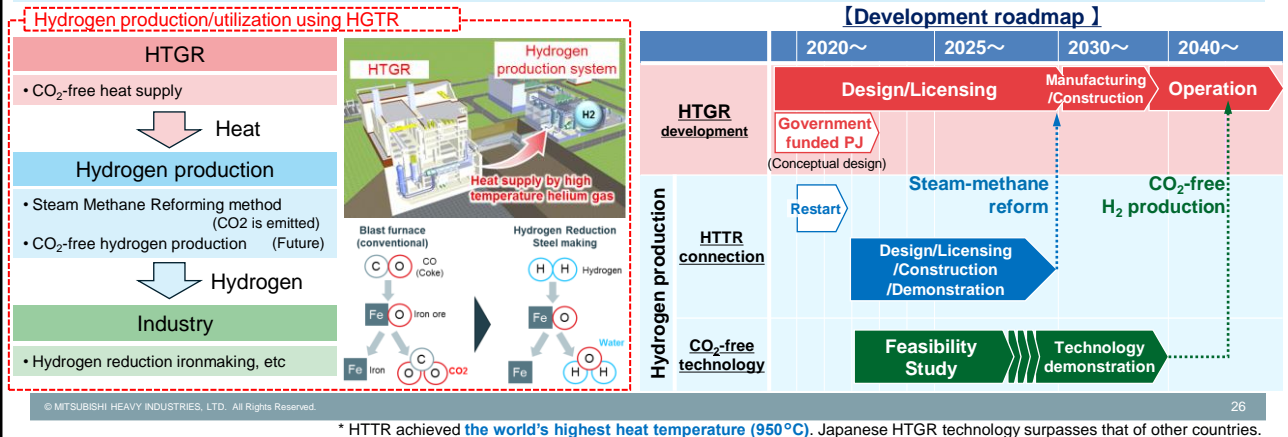 Hydrogen production/utilization using HGTR
HTGR
• CO₂-free heat supply
Heat
Hydrogen production
• Steam Methane Reforming method
(CO2 is emitted)
• CO₂-free hydrogen production (Future)
Hydrogen
Industry
• Hydrogen reduction ironmaking, etc
HTGR
Hydrogen
production system
H2
Heat supply by high
temperature helium gas
Blast furnace
(conventional)
C O
CO
(Coke)
Fe O Iron ore
Fe Iron
C
O O CO2
Hydrogen Reduction
Steel making
H H Hydrogen
Fe O
Water
Fe
O
H H
【Development roadmap 】
2020～ 2025～ 2030～ 2040～
HTGR
development
Design/Licensing
Manufacturing
/Construction
Operation
Government
funded PJ
(Conceptual design)
Hydrogen production
HTTR
connection
Restart
Steam-methane
reform
CO₂-free
H₂ production
Design/Licensing
/Construction
/Demonstration
CO₂-free
technology
Feasibility
Study
Technology
demonstration
© MITSUBISHI HEAVY INDUSTRIES, LTD. All Rights Reserved.
26
* HTTR achieved the world's highest heat temperature (950°C). Japanese HTGR technology surpasses that of other countries.